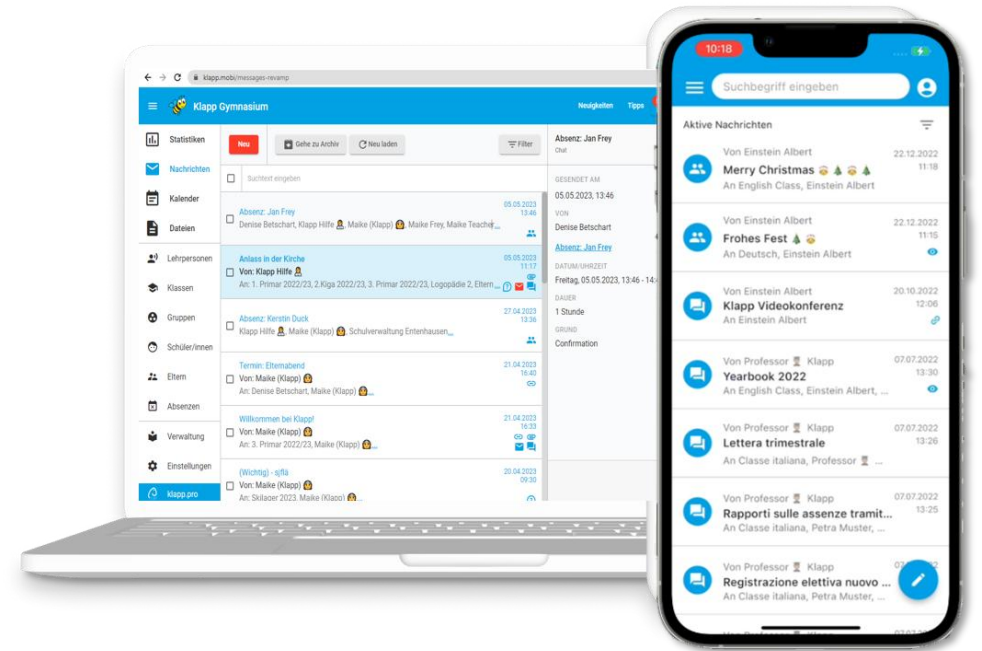 klapp.mobi/messages-revamp
Klapp Gymnasium
Neuigkeiten
Tipps
Statistiken
Nachrichten
Kalender
Dateien
Lehrpersonen
Klassen
Gruppen
Schüler/innen
Eltern
Absenzen
Verwaltung
Einstellungen
klapp.pro
Neu
Gehe zu Archiv
Neu laden
Filter
Suchtext eingeben
Absenz: Jan Frey
05.05.2023
13:46
Denise Betschart, Klapp Hilfe, Maike (Klapp), Maike Frey, Maike Teacher...
Anlass in der Kirche
05.05.2023
11:17
Von: Klapp Hilfe
An: 1. Primar 2022/23, 2.Kiga 2022/23, 3. Primar 2022/23, Logopädie 2, Eltern...
Absenz: Kerstin Duck
27.04.2023
13:36
Klapp Hilfe, Maike (Klapp), Schulverwaltung Entenhausen...
Termin: Elternabend
21.04.2023
16:40
Von: Maike (Klapp)
An: Denise Betschart, Maike (Klapp)...
Willkommen bei Klapp!
21.04.2023
16:33
Von: Maike (Klapp)
An: 3. Primar 2022/23, Maike (Klapp)...
(Wichtig) - sjflä
20.04.2023
09:30
Von: Maike (Klapp)
An: Skilager 2023, Maike (Klapp)...
Absenz: Jan Frey
Chat
GESENDET AM
05.05.2023, 13:46
VON
Denise Betschart
Absenz: Jan Frey
DATUM/UHRZEIT
Freitag, 05.05.2023, 13:46 - 14:
DAUER
1 Stunde
GRUND
Confirmation
10:18
Suchbegriff eingeben
Aktive Nachrichten
Von Einstein Albert
22.12.2022
Merry Christmas
11:18
An English Class, Einstein Albert
Von Einstein Albert
22.12.2022
Frohes Fest
11:15
An Deutsch, Einstein Albert
Von Einstein Albert
20.10.2022
Klapp Videokonferenz
12:06
An Einstein Albert
Von Professor Klapp
07.07.2022
Yearbook 2022
13:30
An English Class, Einstein Albert, ...
Von Professor Klapp
07.07.2022
Lettera trimestrale
13:26
An Classe italiana, Professor ...
Von Professor Klapp
07.07.2022
Rapporti sulle assenze tramit...
13:25
An Classe italiana, Petra Muster, ...
Von Professor Klapp
Registrazione elettiva nuovo ...
An Classe italiana, Petra Muster, ...